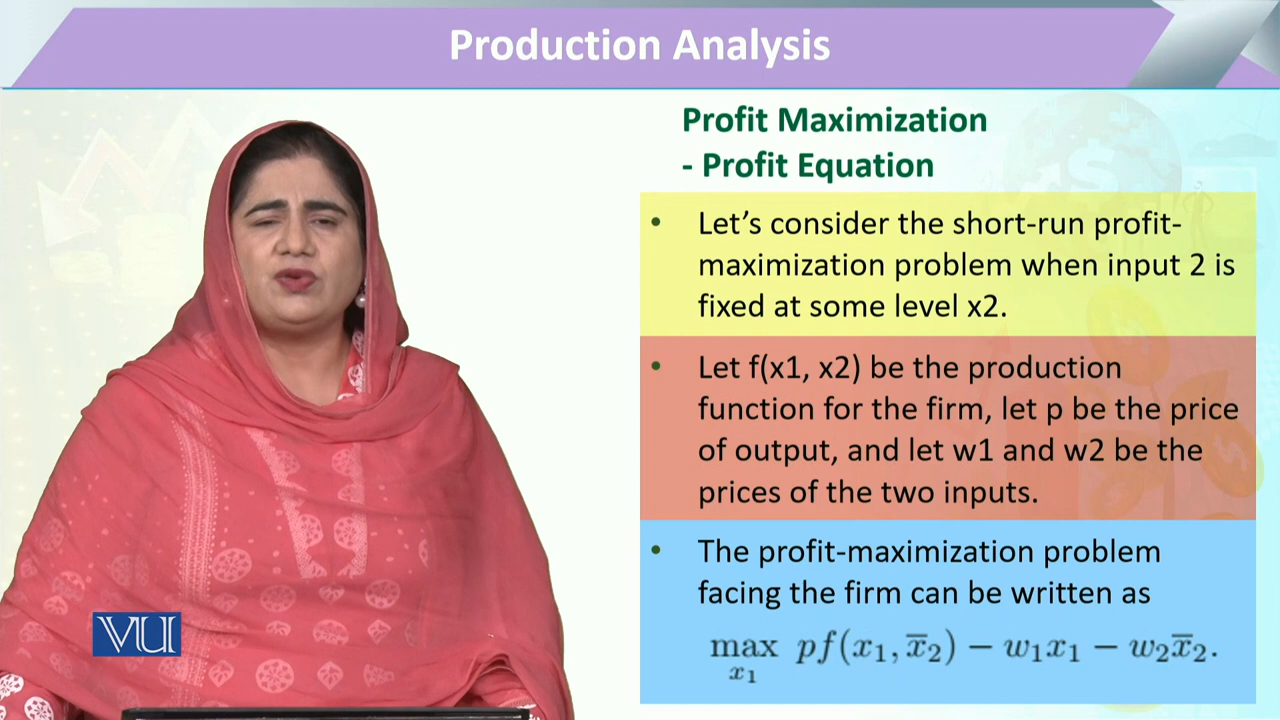 Production Analysis
Profit Maximization
- Profit Equation
• Let’s consider the short-run profit-
maximization problem when input 2 is
fixed at some level x2.
• Let f(x1, x2) be the production
function for the firm, let p be the price
of output, and let w1 and w2 be the
prices of the two inputs.
• The profit-maximization problem
facing the firm can be written as
max pf(x₁, x̅₂) − w₁x₁ − w₂x̅₂.
x₁
VU